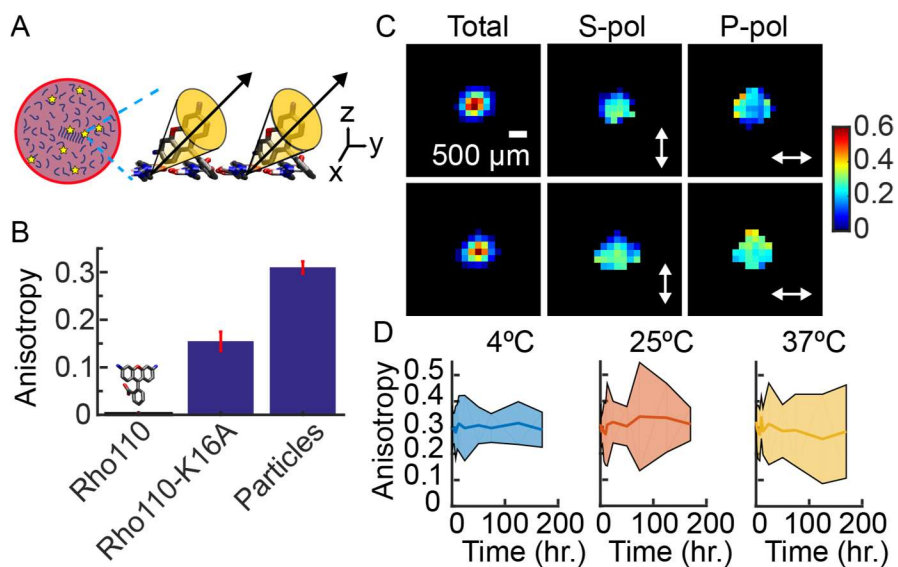 A
z
y
x
B
Anisotropy
0.3
0.15
0.1
0
Rho110
Rho110-K16A
Particles
C
Total
S-pol
P-pol
500 µm
0.6
0.4
0.2
0
D
4ºC
25ºC
37ºC
Anisotropy
0.5
0.4
0.3
0.2
0.1
0
0 100 200
0 100 200
0 100 200
Time (hr.)
Time (hr.)
Time (hr.)